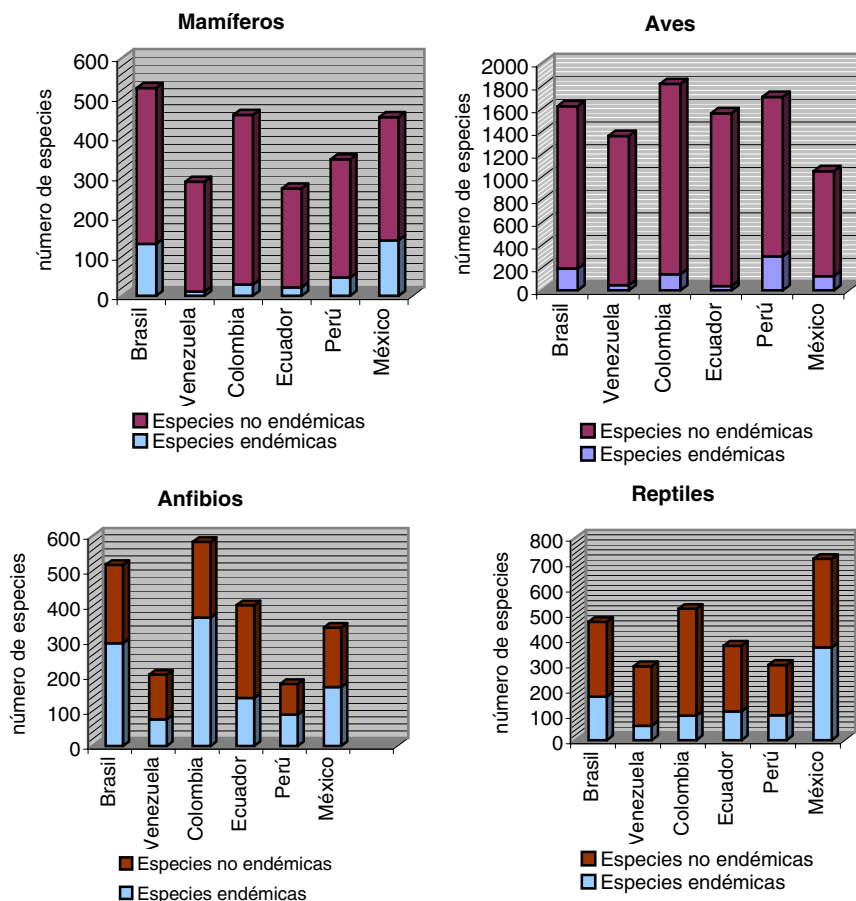 Mamíferos
número de especies
600
500
400
300
200
100
0
Brasil
Venezuela
Colombia
Ecuador
Perú
México
Especies no endémicas
Especies endémicas
Aves
número de especies
2000
1800
1600
1400
1200
1000
800
600
400
200
0
Brasil
Venezuela
Colombia
Ecuador
Perú
México
Especies no endémicas
Especies endémicas
Anfibios
número de especies
600
500
400
300
200
100
0
Brasil
Venezuela
Colombia
Ecuador
Perú
México
Especies no endémicas
Especies endémicas
Reptiles
número de especies
800
700
600
500
400
300
200
100
0
Brasil
Venezuela
Colombia
Ecuador
Perú
México
Especies no endémicas
Especies endémicas